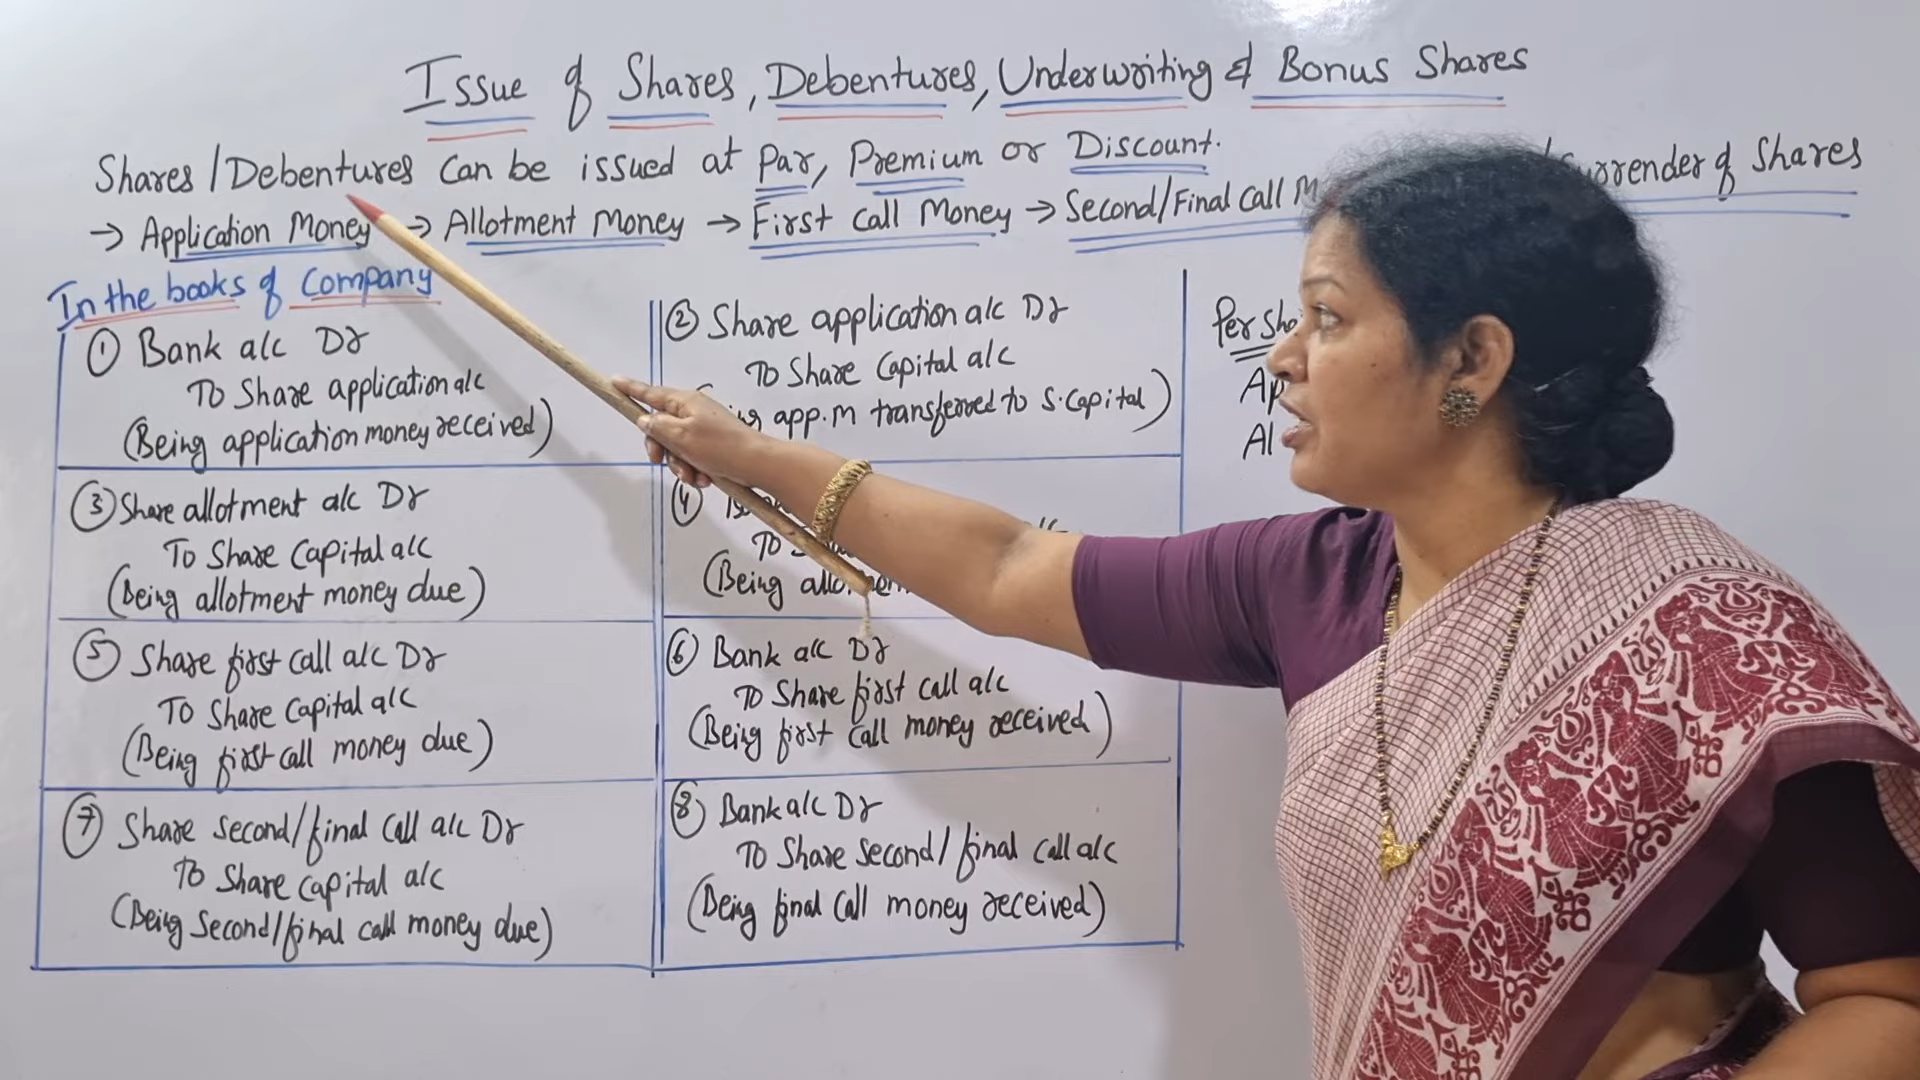 Issue of Shares, Debentures, Underwriting & Bonus Shares
Shares/Debentures can be issued at Par, Premium or Discount.
of Shares
→ Application Money → Allotment Money → First Call Money → Second/Final Call
In the books of Company
① Bank a/c Dr
To Share application a/c
(Being application money received)
② Share application a/c Dr
To Share Capital a/c
app.M transferred to S.Capital)
③ Share allotment a/c Dr
To Share Capital a/c
(Being allotment money due)
④
To
(Being
⑤ Share first call a/c Dr
To Share Capital a/c
(Being first call money due)
⑥ Bank a/c Dr
To Share first call a/c
(Being first call money received)
⑦ Share second/final call a/c Dr
To Share capital a/c
(Being Second/final call money due)
⑧ Bank a/c Dr
To Share second/final call a/c
(Being final call money received)
Per